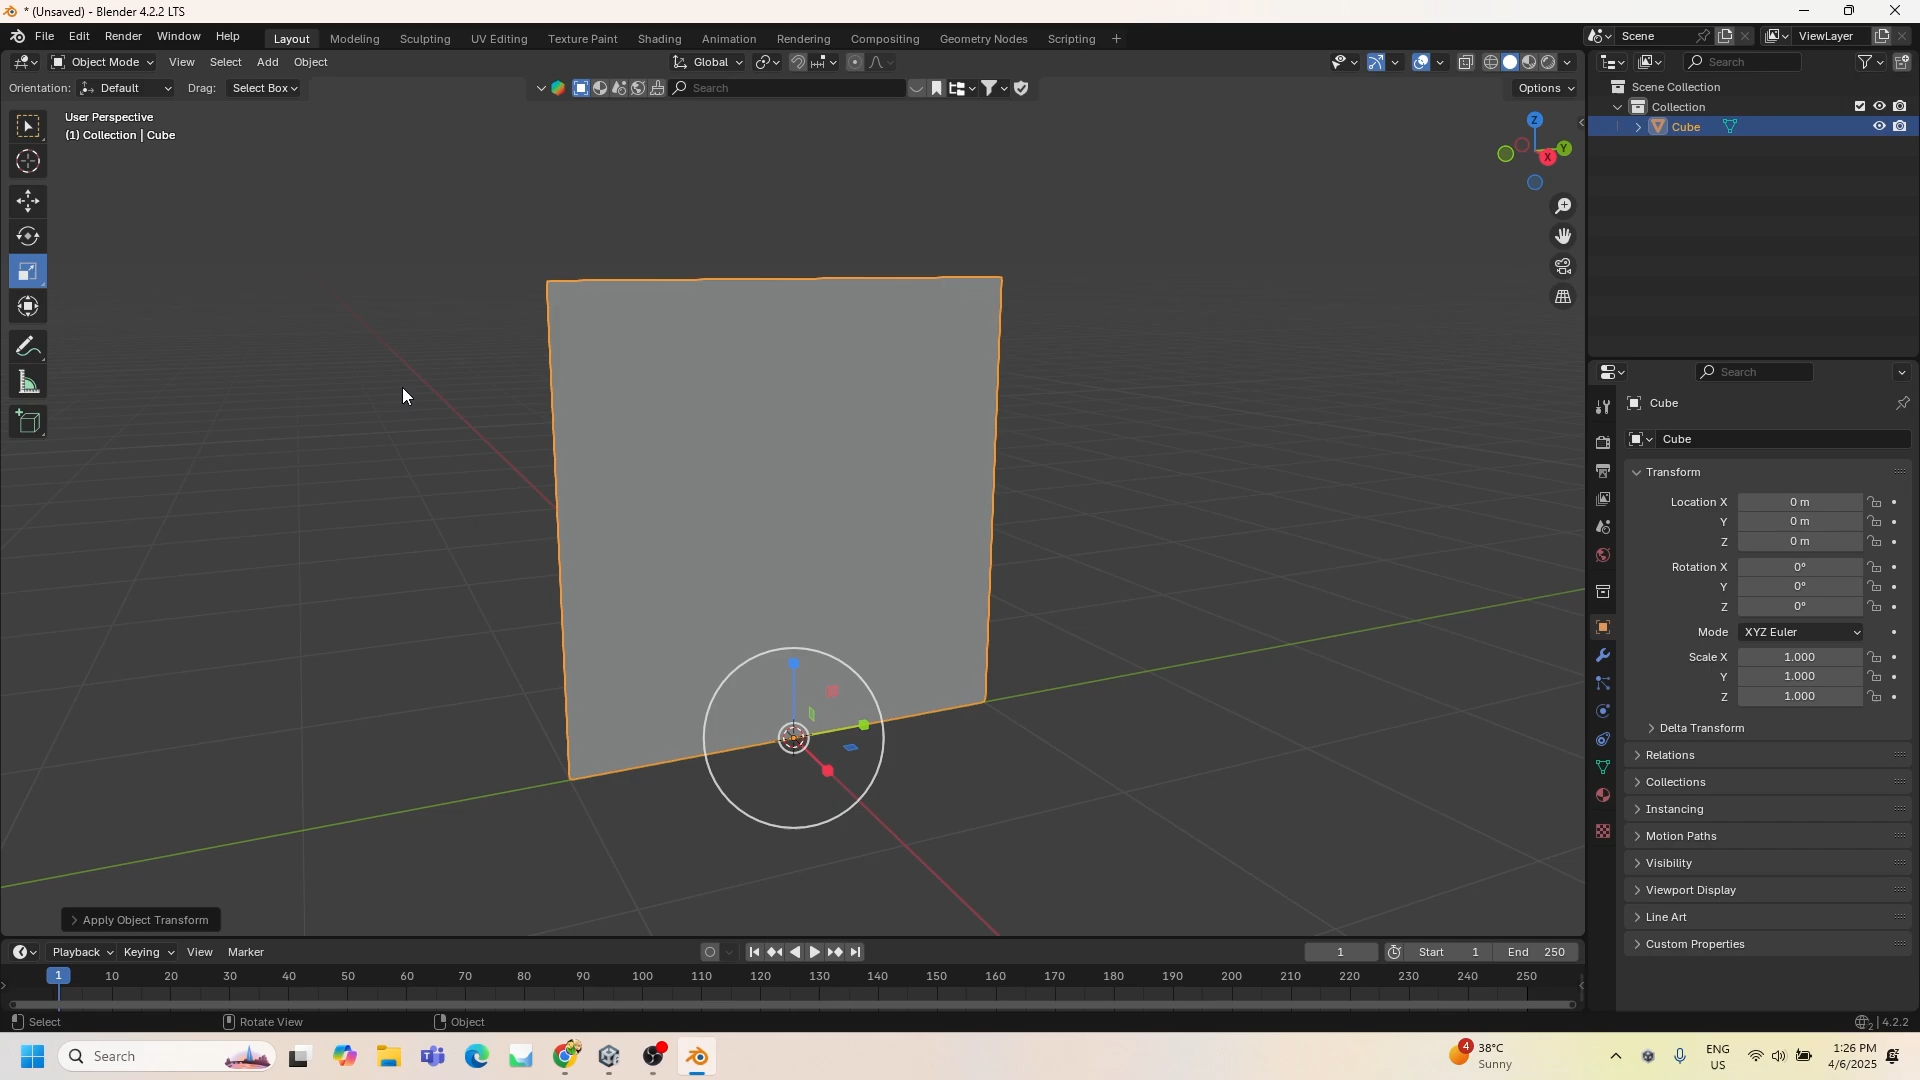 * (Unsaved) - Blender 4.2.2 LTS
File Edit Render Window Help Layout Modeling Sculpting UV Editing Texture Paint Shading Animation Rendering Compositing Geometry Nodes Scripting + Scene ViewLayer
Object Mode View Select Add Object Global Search
Orientation: Default Drag: Select Box Search Options
Scene Collection
Collection
Cube
User Perspective
(1) Collection | Cube
Z
Y
X
Search
Cube
Cube
Transform
Location X 0 m
Y 0 m
Z 0 m
Rotation X 0°
Y 0°
Z 0°
Mode XYZ Euler
Scale X 1.000
Y 1.000
Z 1.000
Delta Transform
Relations
Collections
Instancing
Motion Paths
Visibility
Viewport Display
Line Art
Custom Properties
Apply Object Transform
Playback Keying View Marker 1 Start 1 End 250
1 10 20 30 40 50 60 70 80 90 100 110 120 130 140 150 160 170 180 190 200 210 220 230 240 250
Select Rotate View Object 4.2.2
Search 4 38°C Sunny ENG US 1:26 PM 4/6/2025